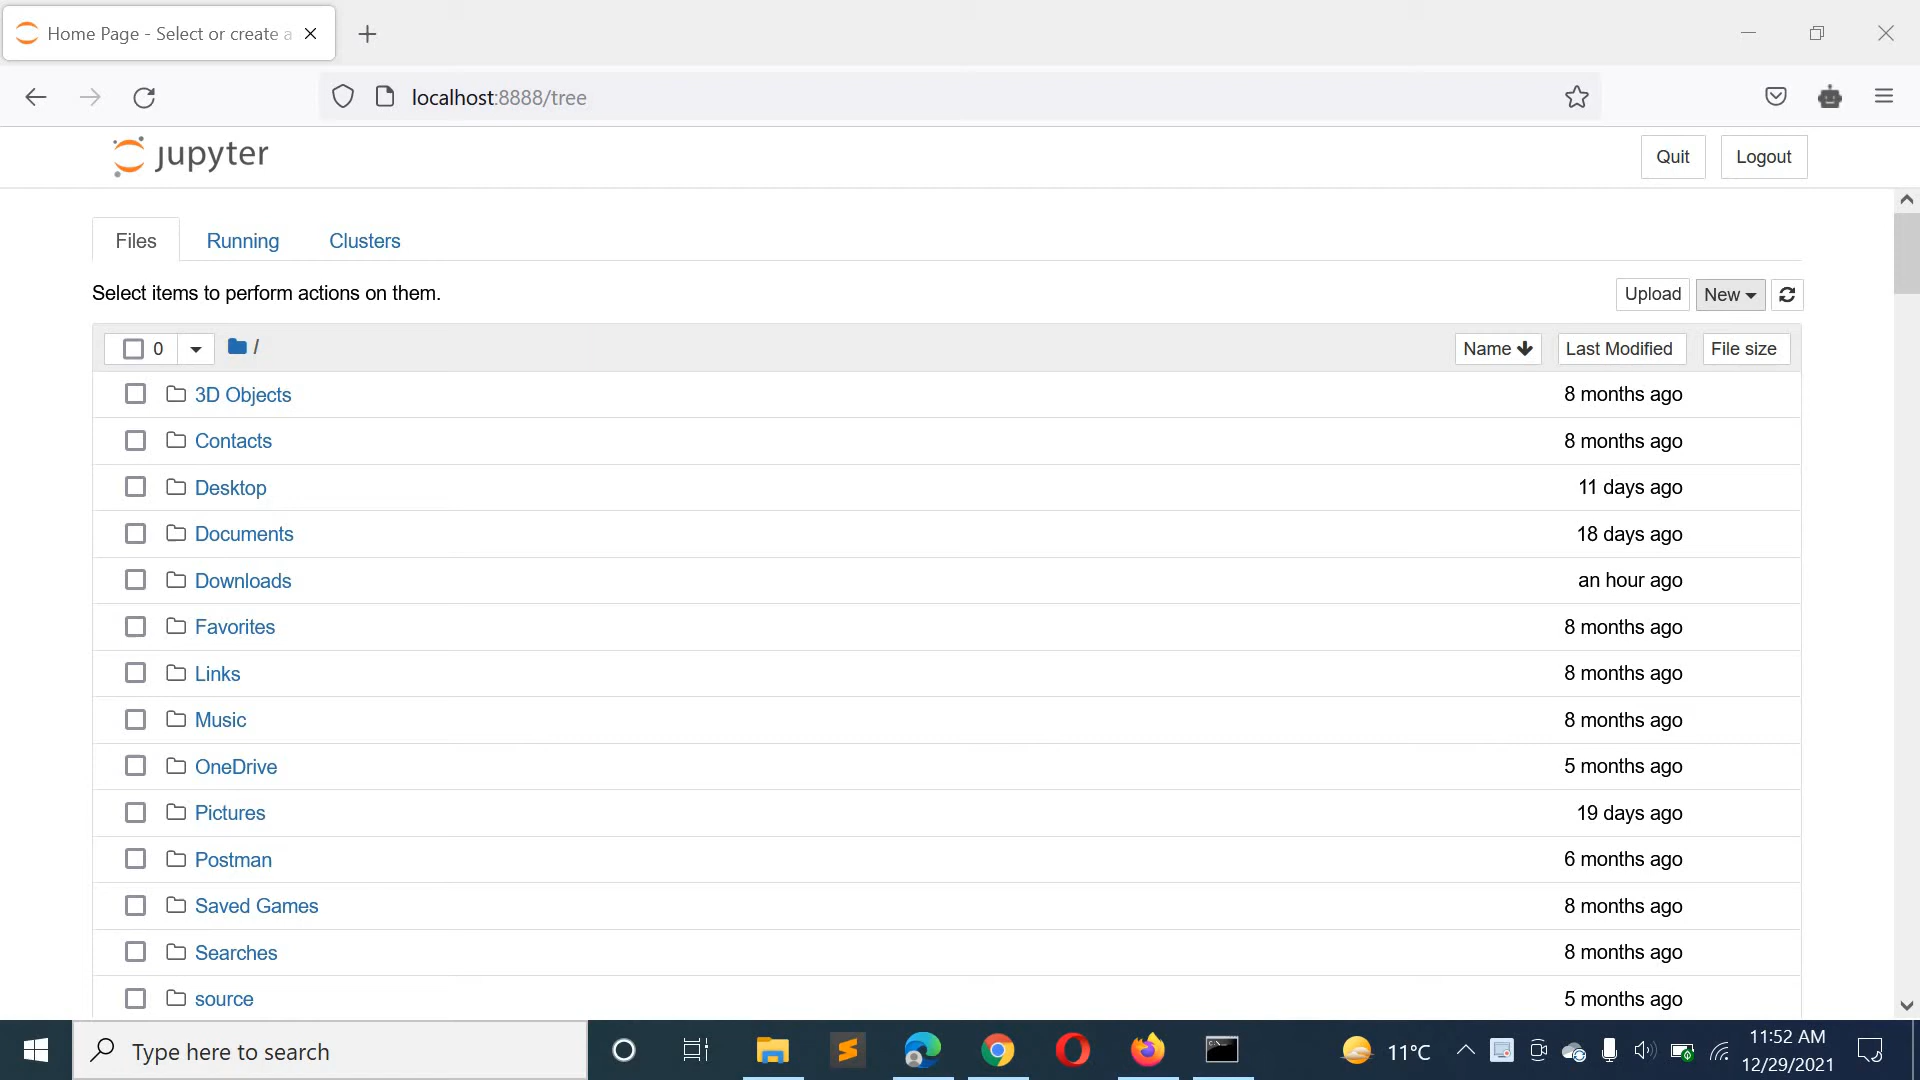 Home Page - Select or create a
localhost:8888/tree
jupyter
Quit
Logout
Files
Running
Clusters
Select items to perform actions on them.
Upload
New
0
/
Name
Last Modified
File size
3D Objects 8 months ago
Contacts 8 months ago
Desktop 11 days ago
Documents 18 days ago
Downloads an hour ago
Favorites 8 months ago
Links 8 months ago
Music 8 months ago
OneDrive 5 months ago
Pictures 19 days ago
Postman 6 months ago
Saved Games 8 months ago
Searches 8 months ago
source 5 months ago
Type here to search
11°C
11:52 AM
12/29/2021